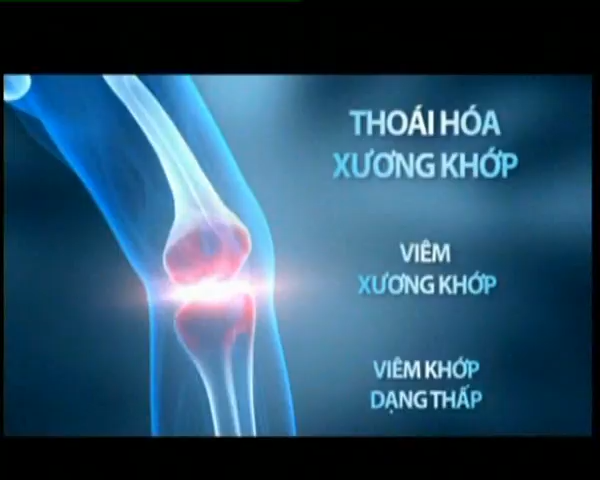 THOÁI HÓA
XƯƠNG KHỚP
VIÊM
XƯƠNG KHỚP
VIÊM KHỚP
DẠNG THẤP